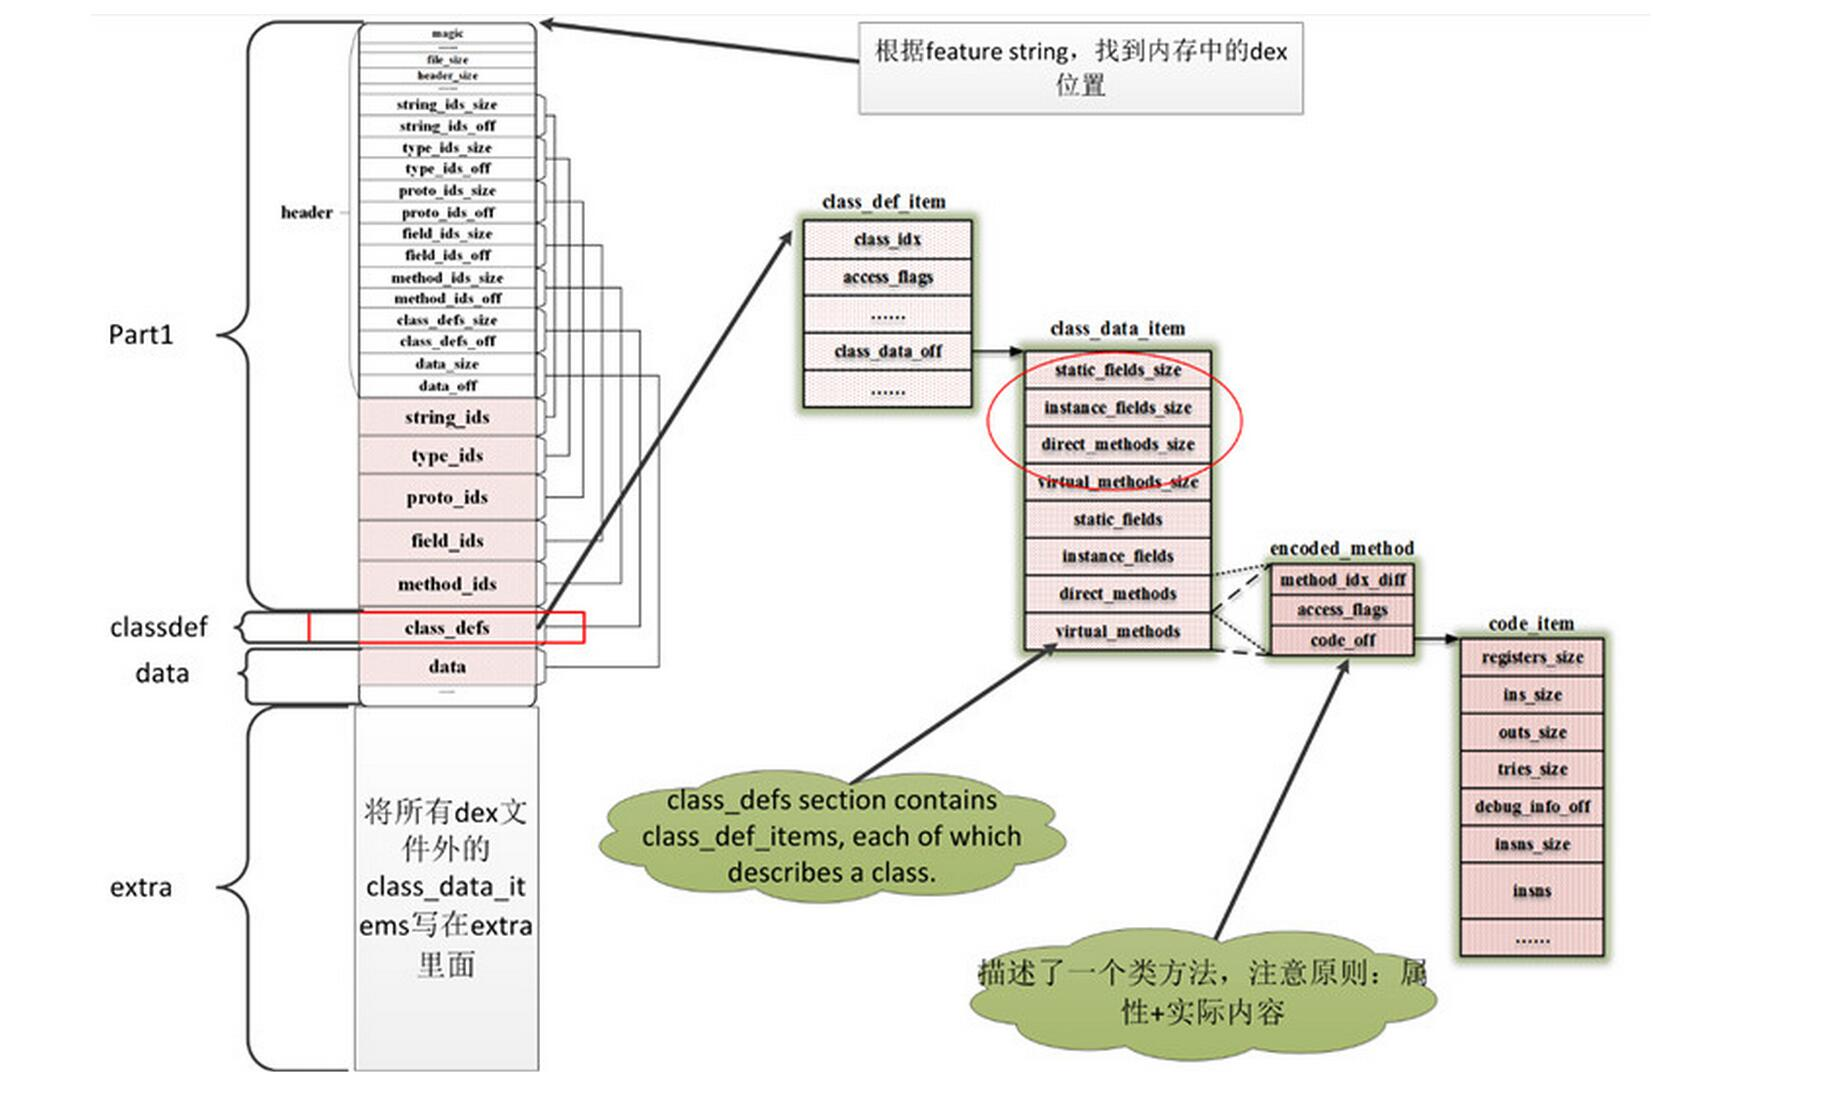 magic
......
file_size
header_size
......
string_ids_size
string_ids_off
type_ids_size
type_ids_off
proto_ids_size
proto_ids_off
field_ids_size
field_ids_off
method_ids_size
method_ids_off
class_defs_size
class_defs_off
data_size
data_off
string_ids
type_ids
proto_ids
field_ids
method_ids
class_defs
data
......
header
Part1
classdef
data
extra
将所有dex文
件外的
class_data_it
ems写在extra
里面
根据feature string，找到内存中的dex
位置
class_def_item
class_idx
access_flags
......
class_data_off
......
class_data_item
static_fields_size
instance_fields_size
direct_methods_size
virtual_methods_size
static_fields
instance_fields
direct_methods
virtual_methods
encoded_method
method_idx_diff
access_flags
code_off
code_item
registers_size
ins_size
outs_size
tries_size
debug_info_off
insns_size
insns
......
class_defs section contains
class_def_items, each of which
describes a class.
描述了一个类方法，注意原则：属
性+实际内容